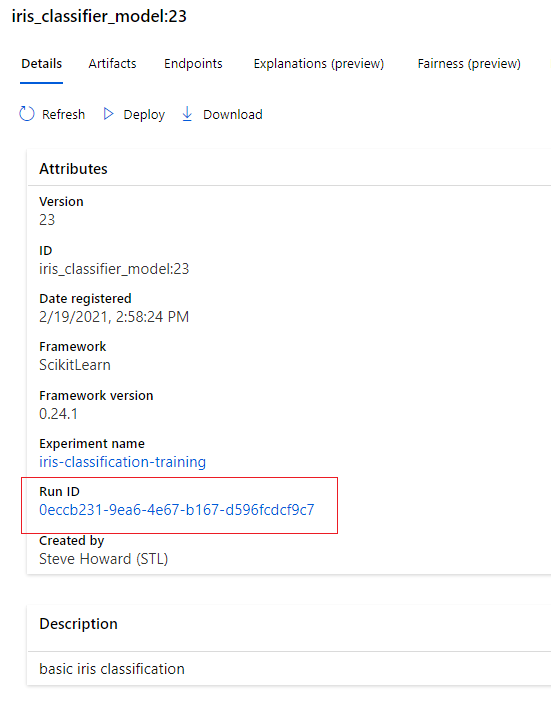 iris_classifier_model:23
Details Artifacts Endpoints Explanations (preview) Fairness (preview)
Refresh Deploy Download
Attributes
Version
23
ID
iris_classifier_model:23
Date registered
2/19/2021, 2:58:24 PM
Framework
ScikitLearn
Framework version
0.24.1
Experiment name
iris-classification-training
Run ID
0eccb231-9ea6-4e67-b167-d596fcdcf9c7
Created by
Steve Howard (STL)
Description
basic iris classification